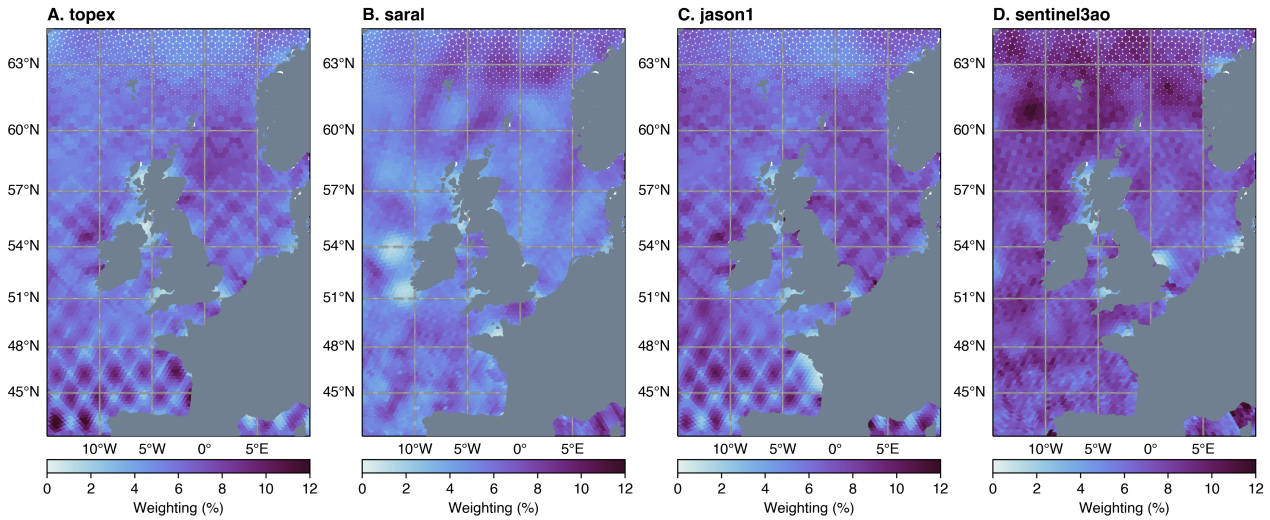 A. topex
B. saral
C. jason1
D. sentinel3ao
63°N
60°N
57°N
54°N
51°N
48°N
45°N
10°W 5°W 0° 5°E
0 2 4 6 8 10 12
Weighting (%)
63°N
60°N
57°N
54°N
51°N
48°N
45°N
10°W 5°W 0° 5°E
0 2 4 6 8 10 12
Weighting (%)
63°N
60°N
57°N
54°N
51°N
48°N
45°N
10°W 5°W 0° 5°E
0 2 4 6 8 10 12
Weighting (%)
63°N
60°N
57°N
54°N
51°N
48°N
45°N
10°W 5°W 0° 5°E
0 2 4 6 8 10 12
Weighting (%)